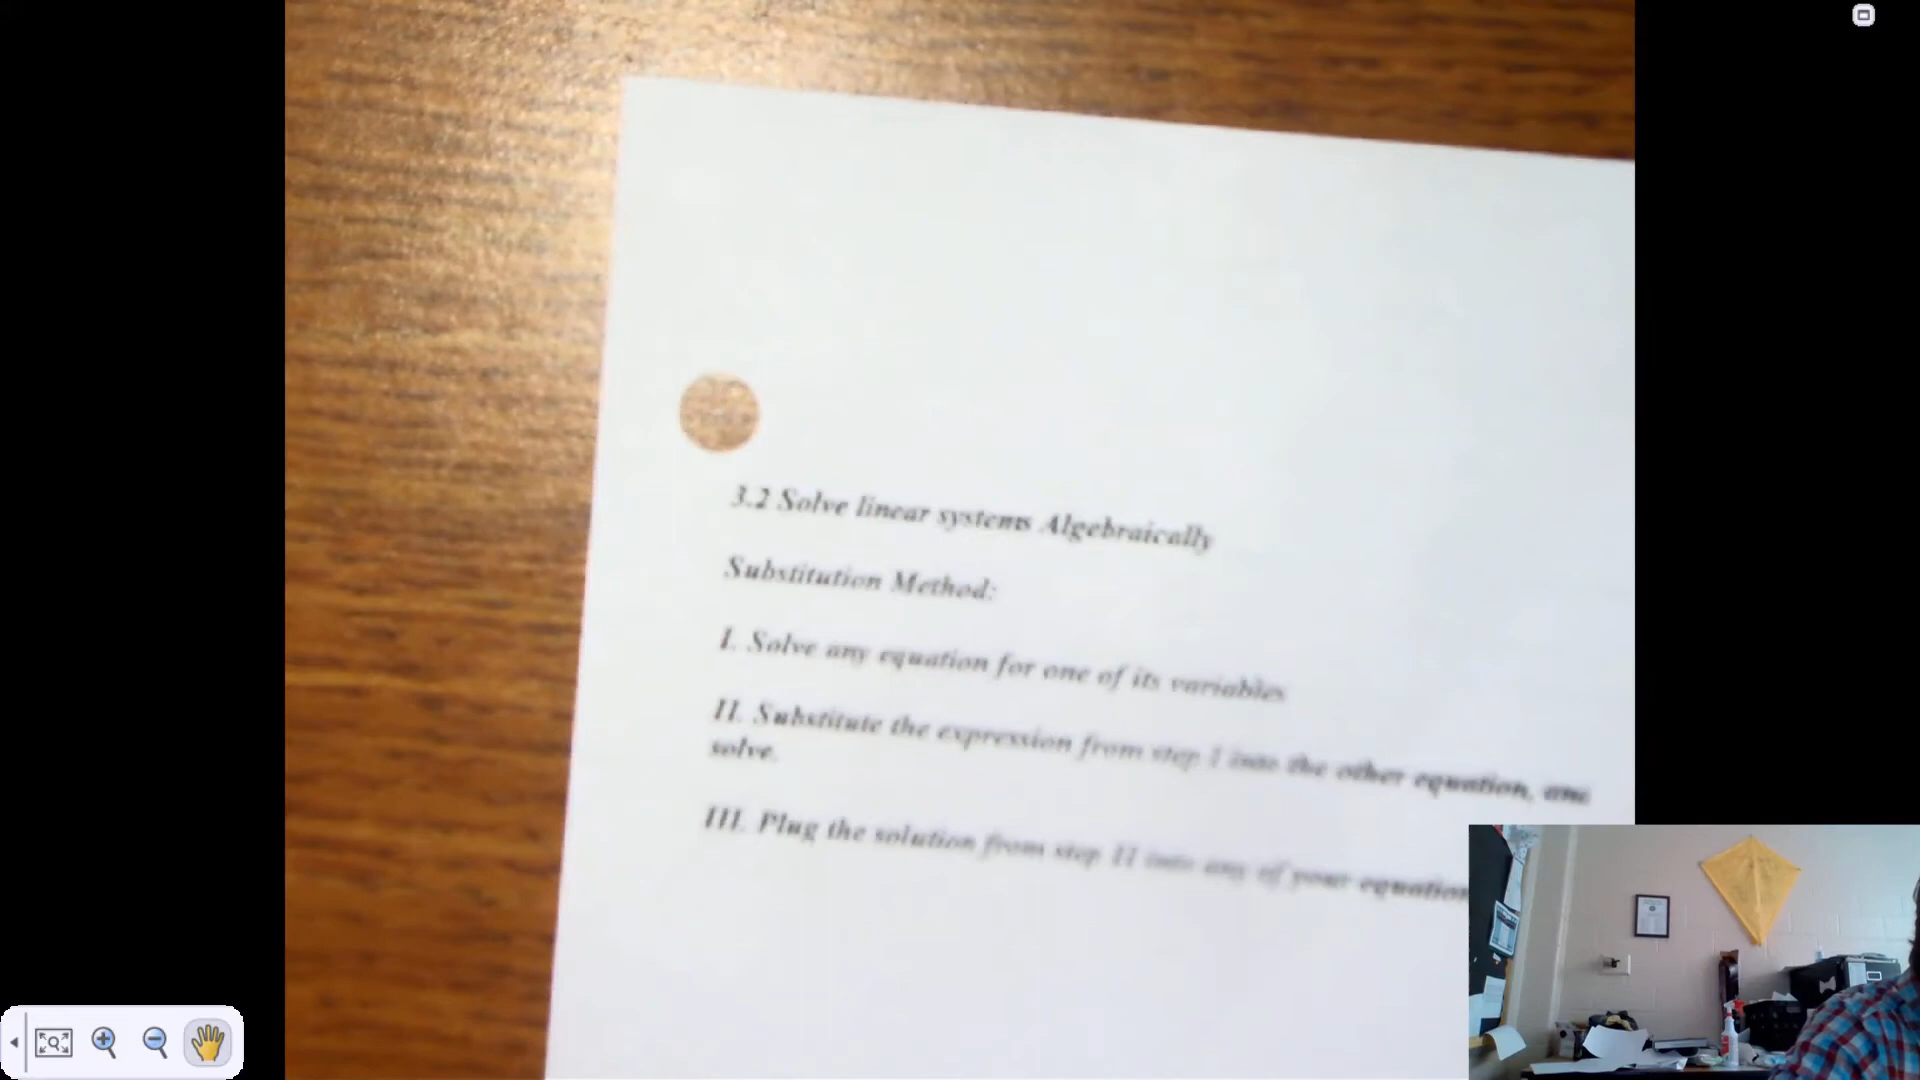 3.2 Solve linear systems Algebraically
Substitution Method:
I. Solve any equation for one of its variables
II. Substitute the expression from step I into the other equation, and
solve.
III. Plug the solution from step II into any of your equation